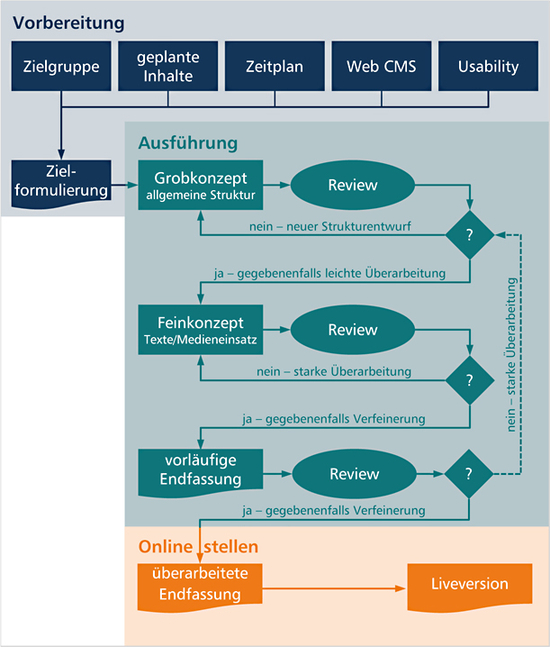 Vorbereitung
Zielgruppe
geplante
Inhalte
Zeitplan
Web CMS
Usability
Ausführung
Ziel-
formulierung
Grobkonzept
allgemeine Struktur
Review
?
nein – neuer Strukturentwurf
ja – gegebenenfalls leichte Überarbeitung
Feinkonzept
Texte/Medieneinsatz
Review
?
nein – starke Überarbeitung
nein – starke Überarbeitung
ja – gegebenenfalls Verfeinerung
vorläufige
Endfassung
Review
?
ja – gegebenenfalls Verfeinerung
Online stellen
überarbeitete
Endfassung
Liveversion